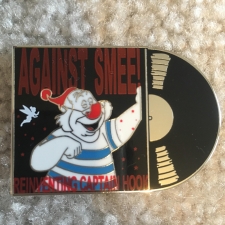 AGAINST SMEE!
REINVENTING CAPTAIN HOOK